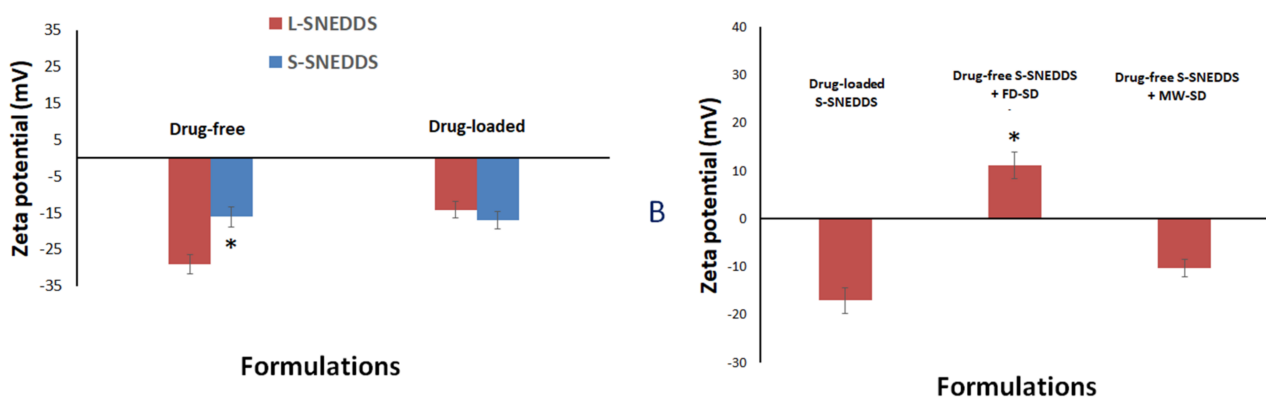 L-SNEDDS
S-SNEDDS
Zeta potential (mV)
35
25
15
5
-5
-15
-25
-35
Drug-free
Drug-loaded
*
Formulations
B
Zeta potential (mV)
40
30
20
10
0
-10
-20
-30
Drug-loaded
S-SNEDDS
Drug-free S-SNEDDS
+ FD-SD
*
Drug-free S-SNEDDS
+ MW-SD
Formulations